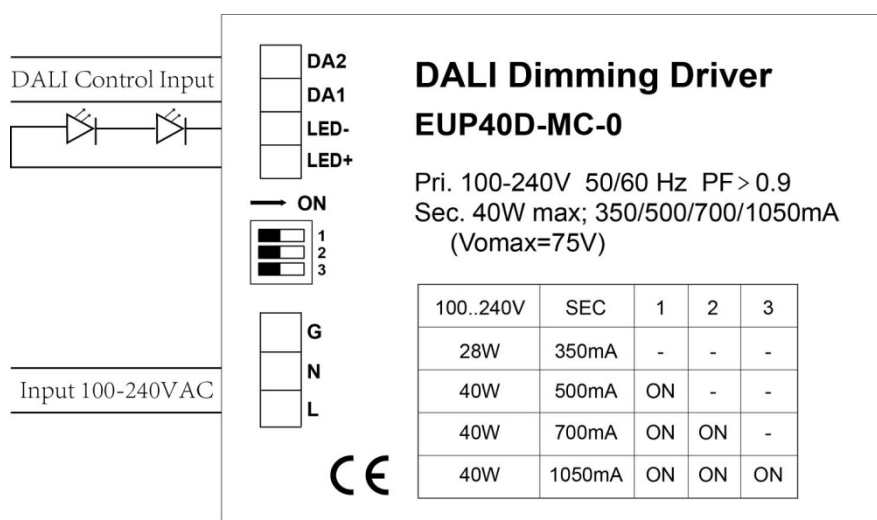 DALI Control Input
DA2
DA1
LED-
LED+
ON
1
2
3
G
N
L
Input 100-240VAC
CE
DALI Dimming Driver
EUP40D-MC-0
Pri. 100-240V 50/60 Hz PF>0.9
Sec. 40W max; 350/500/700/1050mA
(Vomax=75V)
100..240V SEC 1 2 3
28W 350mA - - -
40W 500mA ON - -
40W 700mA ON ON -
40W 1050mA ON ON ON